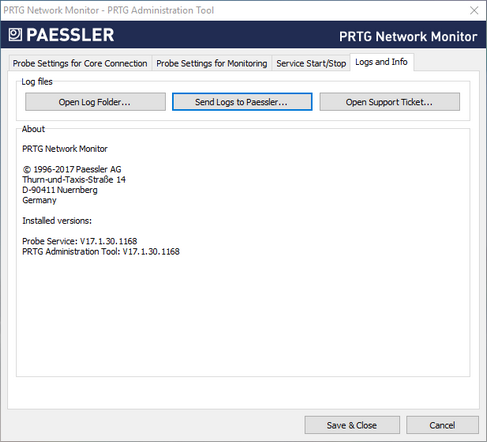 PRTG Network Monitor - PRTG Administration Tool
PAESSLER
PRTG Network Monitor
Probe Settings for Core Connection
Probe Settings for Monitoring
Service Start/Stop
Logs and Info
Log files
Open Log Folder...
Send Logs to Paessler...
Open Support Ticket...
About
PRTG Network Monitor
© 1996-2017 Paessler AG
Thurn-und-Taxis-Straße 14
D-90411 Nuernberg
Germany
Installed versions:
Probe Service: V17.1.30.1168
PRTG Administration Tool: V17.1.30.1168
Save & Close
Cancel